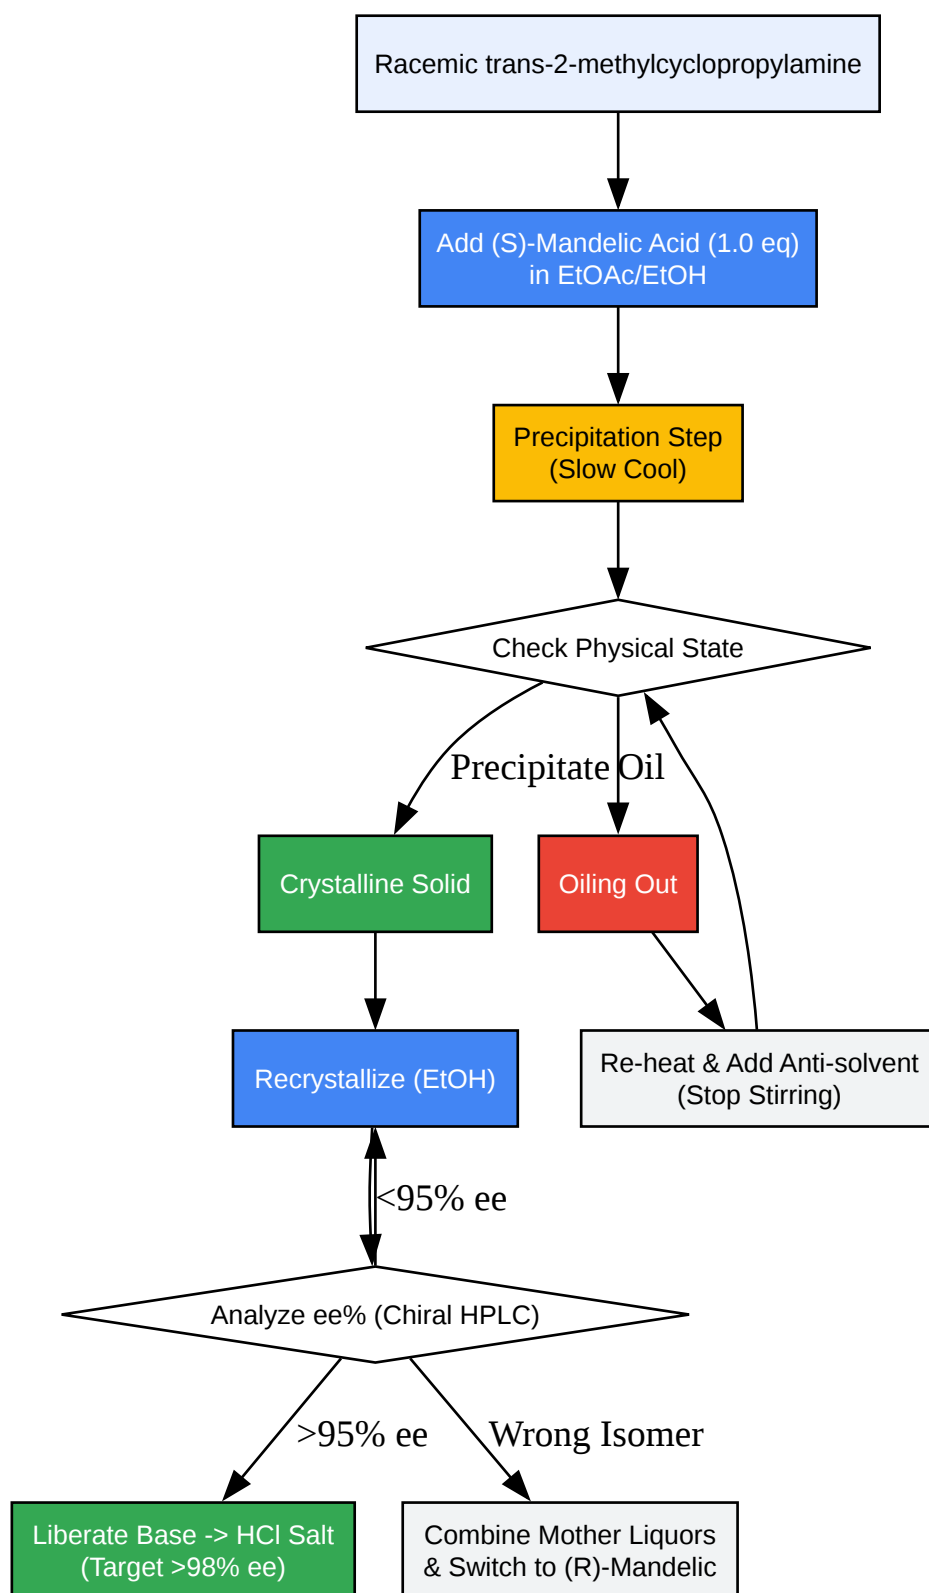 Racemic trans-2-methylcyclopropylamine
Add (S)-Mandelic Acid (1.0 eq)
in EtOAc/EtOH
Precipitation Step
(Slow Cool)
Check Physical State
Precipitate
Oil
Crystalline Solid
Oiling Out
Recrystallize (EtOH)
Re-heat & Add Anti-solvent
(Stop Stirring)
<95% ee
Analyze ee% (Chiral HPLC)
>95% ee
Wrong Isomer
Liberate Base -> HCl Salt
(Target >98% ee)
Combine Mother Liquors
& Switch to (R)-Mandelic